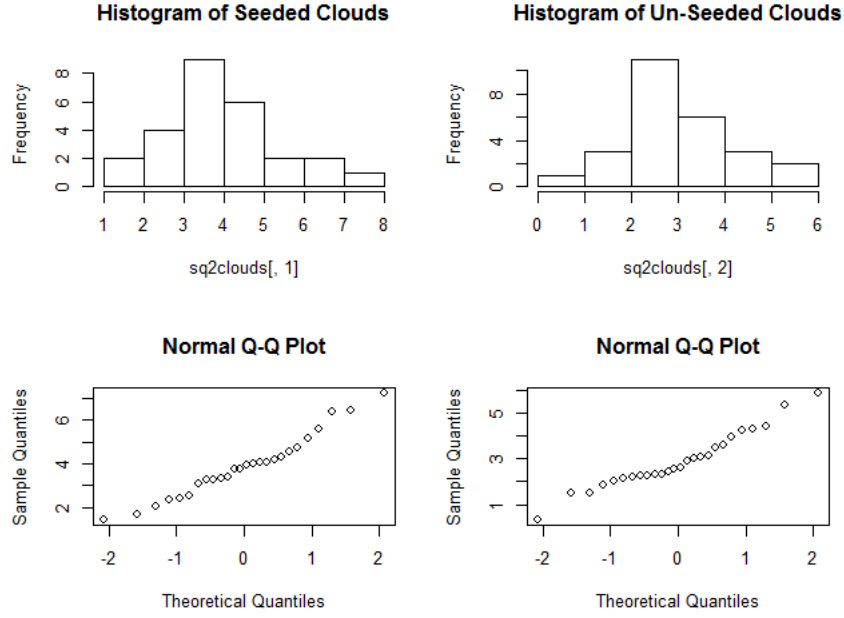 Histogram of Seeded Clouds
Frequency
0 2 4 6 8
1 2 3 4 5 6 7 8
sq2clouds[, 1]
Histogram of Un-Seeded Clouds
Frequency
0 4 8
0 1 2 3 4 5 6
sq2clouds[, 2]
Normal Q-Q Plot
Sample Quantiles
2 4 6
-2 -1 0 1 2
Theoretical Quantiles
Normal Q-Q Plot
Sample Quantiles
1 3 5
-2 -1 0 1 2
Theoretical Quantiles